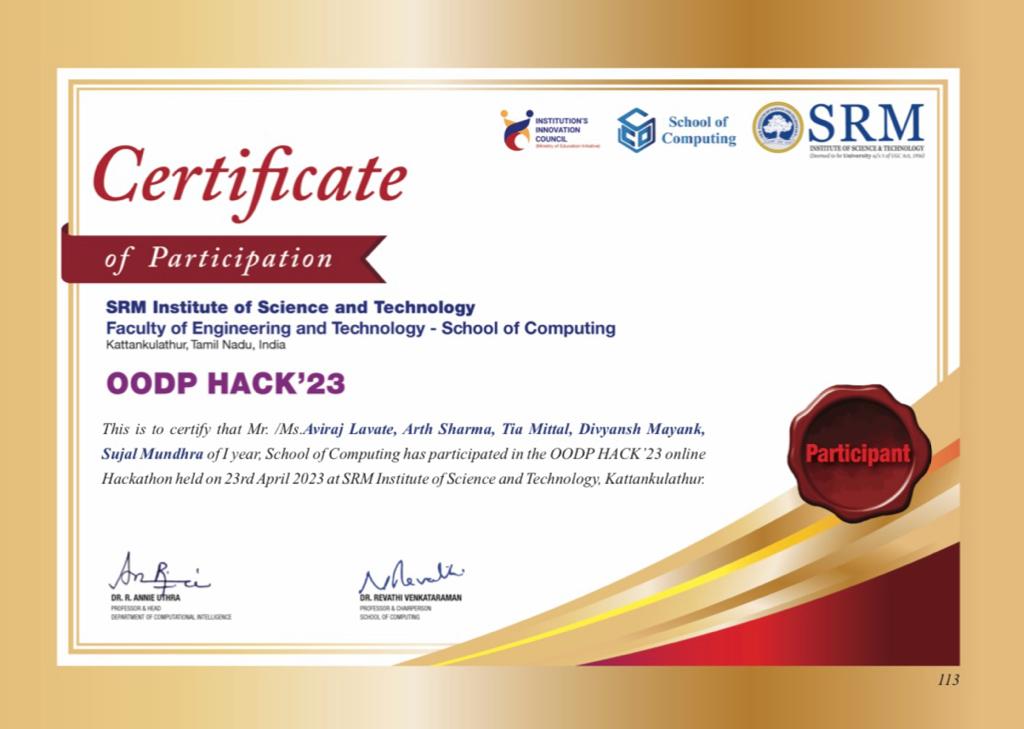 INSTITUTION'S
INNOVATION
COUNCIL
(Ministry of Education Initiative)
School of
Computing
SRM
INSTITUTE OF SCIENCE & TECHNOLOGY
(Deemed to be University u/s 3 of UGC Act, 1956)
Certificate
of Participation
SRM Institute of Science and Technology
Faculty of Engineering and Technology - School of Computing
Kattankulathur, Tamil Nadu, India
OODP HACK'23
This is to certify that Mr. /Ms.Aviraj Lavate, Arth Sharma, Tia Mittal, Divyansh Mayank,
Sujal Mundhra of I year, School of Computing has participated in the OODP HACK'23 online
Hackathon held on 23rd April 2023 at SRM Institute of Science and Technology, Kattankulathur.
Participant
DR. R. ANNIE UTHRA
PROFESSOR & HEAD
DEPARTMENT OF COMPUTATIONAL INTELLIGENCE
DR. REVATHI VENKATARAMAN
PROFESSOR & CHAIRPERSON
SCHOOL OF COMPUTING
113